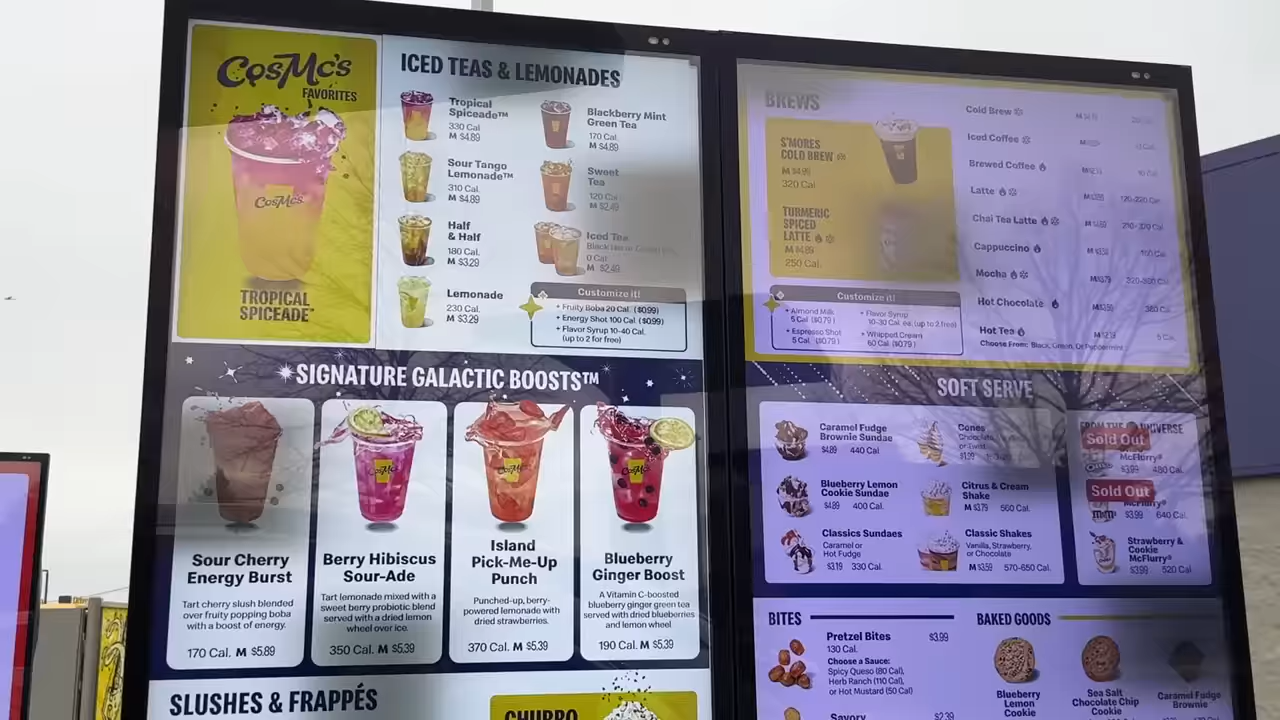 CosMc's
FAVORITES
CosMc's
TROPICAL
SPICEADE™
ICED TEAS & LEMONADES
Tropical
Spiceade™
330 Cal
M $4.89
Sour Tango
Lemonade™
310 Cal.
M $4.89
Half
& Half
180 Cal.
M $3.29
Lemonade
230 Cal.
M $3.29
Blackberry Mint
Green Tea
170 Cal.
M $4.89
Sweet
Tea
120 Cal
M $2.49
Iced Tea
0 Cal.
M $2.49
Customize it!
+ Fruity Boba 20 Cal. ($0.99)
+ Energy Shot 100 Cal. ($0.99)
+ Flavor Syrup 10-40 Cal.
(up to 2 for free)
SIGNATURE GALACTIC BOOSTS™
CosMc's
CosMc's
CosMc's
Sour Cherry
Energy Burst
Tart cherry slush blended
over fruity popping boba
with a boost of energy.
170 Cal. M $5.89
Berry Hibiscus
Sour-Ade
Tart lemonade mixed with a
sweet berry probiotic blend
served with a dried lemon
wheel over ice.
350 Cal. M $5.39
Island
Pick-Me-Up
Punch
Punched-up, berry-
powered lemonade with
dried strawberries.
370 Cal. M $5.39
Blueberry
Ginger Boost
A Vitamin C-boosted
blueberry ginger green tea
served with dried blueberries
and lemon wheel
190 Cal. M $5.39
SLUSHES & FRAPPÉS
CHURRO
BREWS
S'MORES
COLD BREW
M $4.99
320 Cal
TURMERIC
SPICED
LATTE
M $4.89
250 Cal.
Customize it!
+ Almond Milk
5 Cal ($0.79)
+ Espresso Shot
5 Cal ($0.79)
+ Flavor Syrup
10-30 Cal. ea. (up to 2 free)
+ Whipped Cream
60 Cal. ($0.79)
Cold Brew
Iced Coffee
Brewed Coffee
Latte
Chai Tea Latte
Cappuccino
Mocha
Hot Chocolate
Hot Tea
Choose From: Black, Green, Or Peppermint
SOFT SERVE
Caramel Fudge
Brownie Sundae
$4.89 440 Cal
Blueberry Lemon
Cookie Sundae
$4.89 400 Cal.
Classics Sundaes
Caramel or
Hot Fudge
$3.19 330 Cal.
Cones
or Twist
Citrus & Cream
Shake
M $3.79 560 Cal.
Classic Shakes
Vanilla, Strawberry,
or Chocolate
M $3.59 570-650 Cal.
FROM THE UNIVERSE
Sold Out
McFlurry®
$3.99 480 Cal.
Sold Out
McFlurry®
$3.99 640 Cal.
Strawberry &
Cookie
McFlurry®
$3.99 520 Cal
BITES
Pretzel Bites $3.99
130 Cal.
Choose a Sauce:
Spicy Queso (80 Cal),
Herb Ranch (110 Cal),
or Hot Mustard (50 Cal)
Savory $2.39
BAKED GOODS
Blueberry
Lemon
Cookie
Sea Salt
Chocolate Chip
Cookie
Caramel Fudge
Brownie